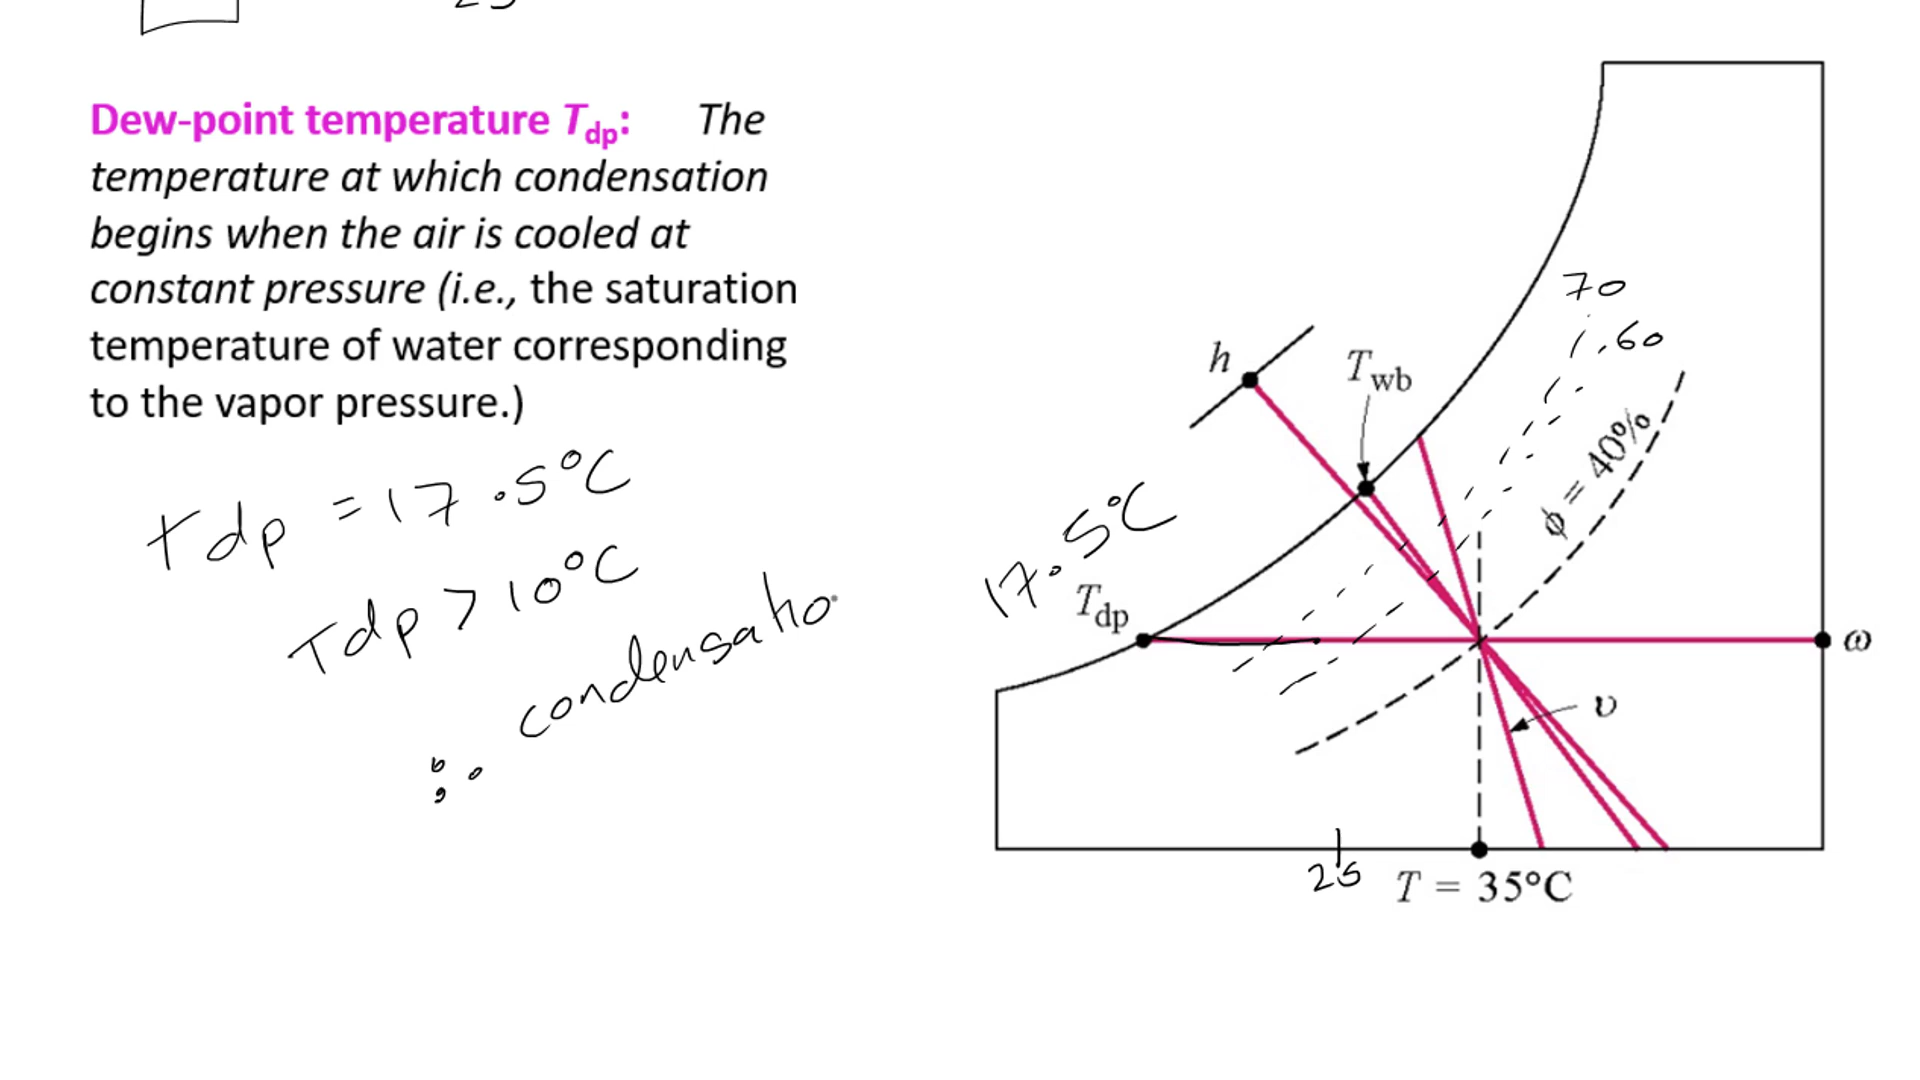 Dew-point temperature Tdp: The
temperature at which condensation
begins when the air is cooled at
constant pressure (i.e., the saturation
temperature of water corresponding
to the vapor pressure.)
Tdp = 17.5°C
Tdp > 10°C
∴ condensatio
70
60
h
Twb
ϕ = 40%
17.5°C
Tdp
ω
υ
25
T = 35°C